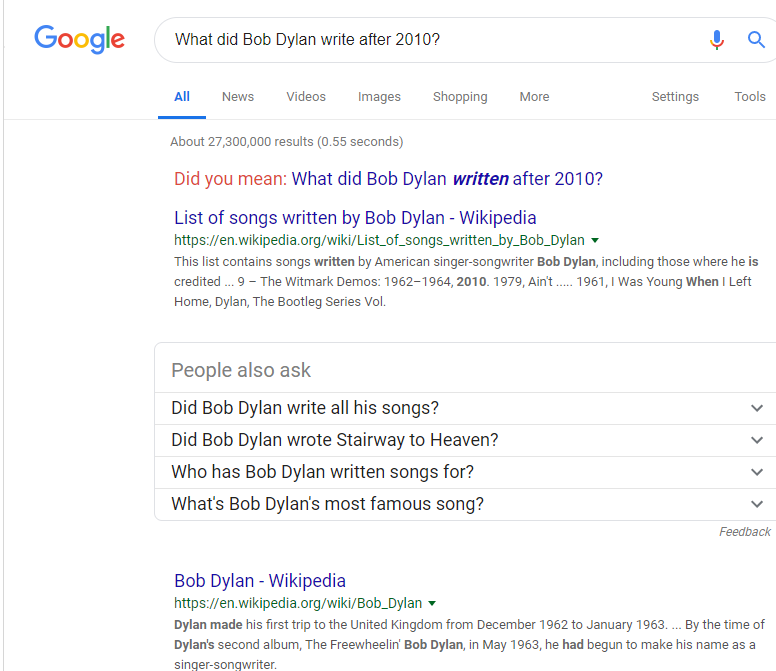 Google
What did Bob Dylan write after 2010?
All News Videos Images Shopping More Settings Tools
About 27,300,000 results (0.55 seconds)
Did you mean: What did Bob Dylan written after 2010?
List of songs written by Bob Dylan - Wikipedia
https://en.wikipedia.org/wiki/List_of_songs_written_by_Bob_Dylan
This list contains songs written by American singer-songwriter Bob Dylan, including those where he is
credited ... 9 – The Witmark Demos: 1962–1964, 2010. 1979, Ain't ..... 1961, I Was Young When I Left
Home, Dylan, The Bootleg Series Vol.
People also ask
Did Bob Dylan write all his songs?
Did Bob Dylan wrote Stairway to Heaven?
Who has Bob Dylan written songs for?
What's Bob Dylan's most famous song?
Feedback
Bob Dylan - Wikipedia
https://en.wikipedia.org/wiki/Bob_Dylan
Dylan made his first trip to the United Kingdom from December 1962 to January 1963. ... By the time of
Dylan's second album, The Freewheelin' Bob Dylan, in May 1963, he had begun to make his name as a
singer-songwriter.